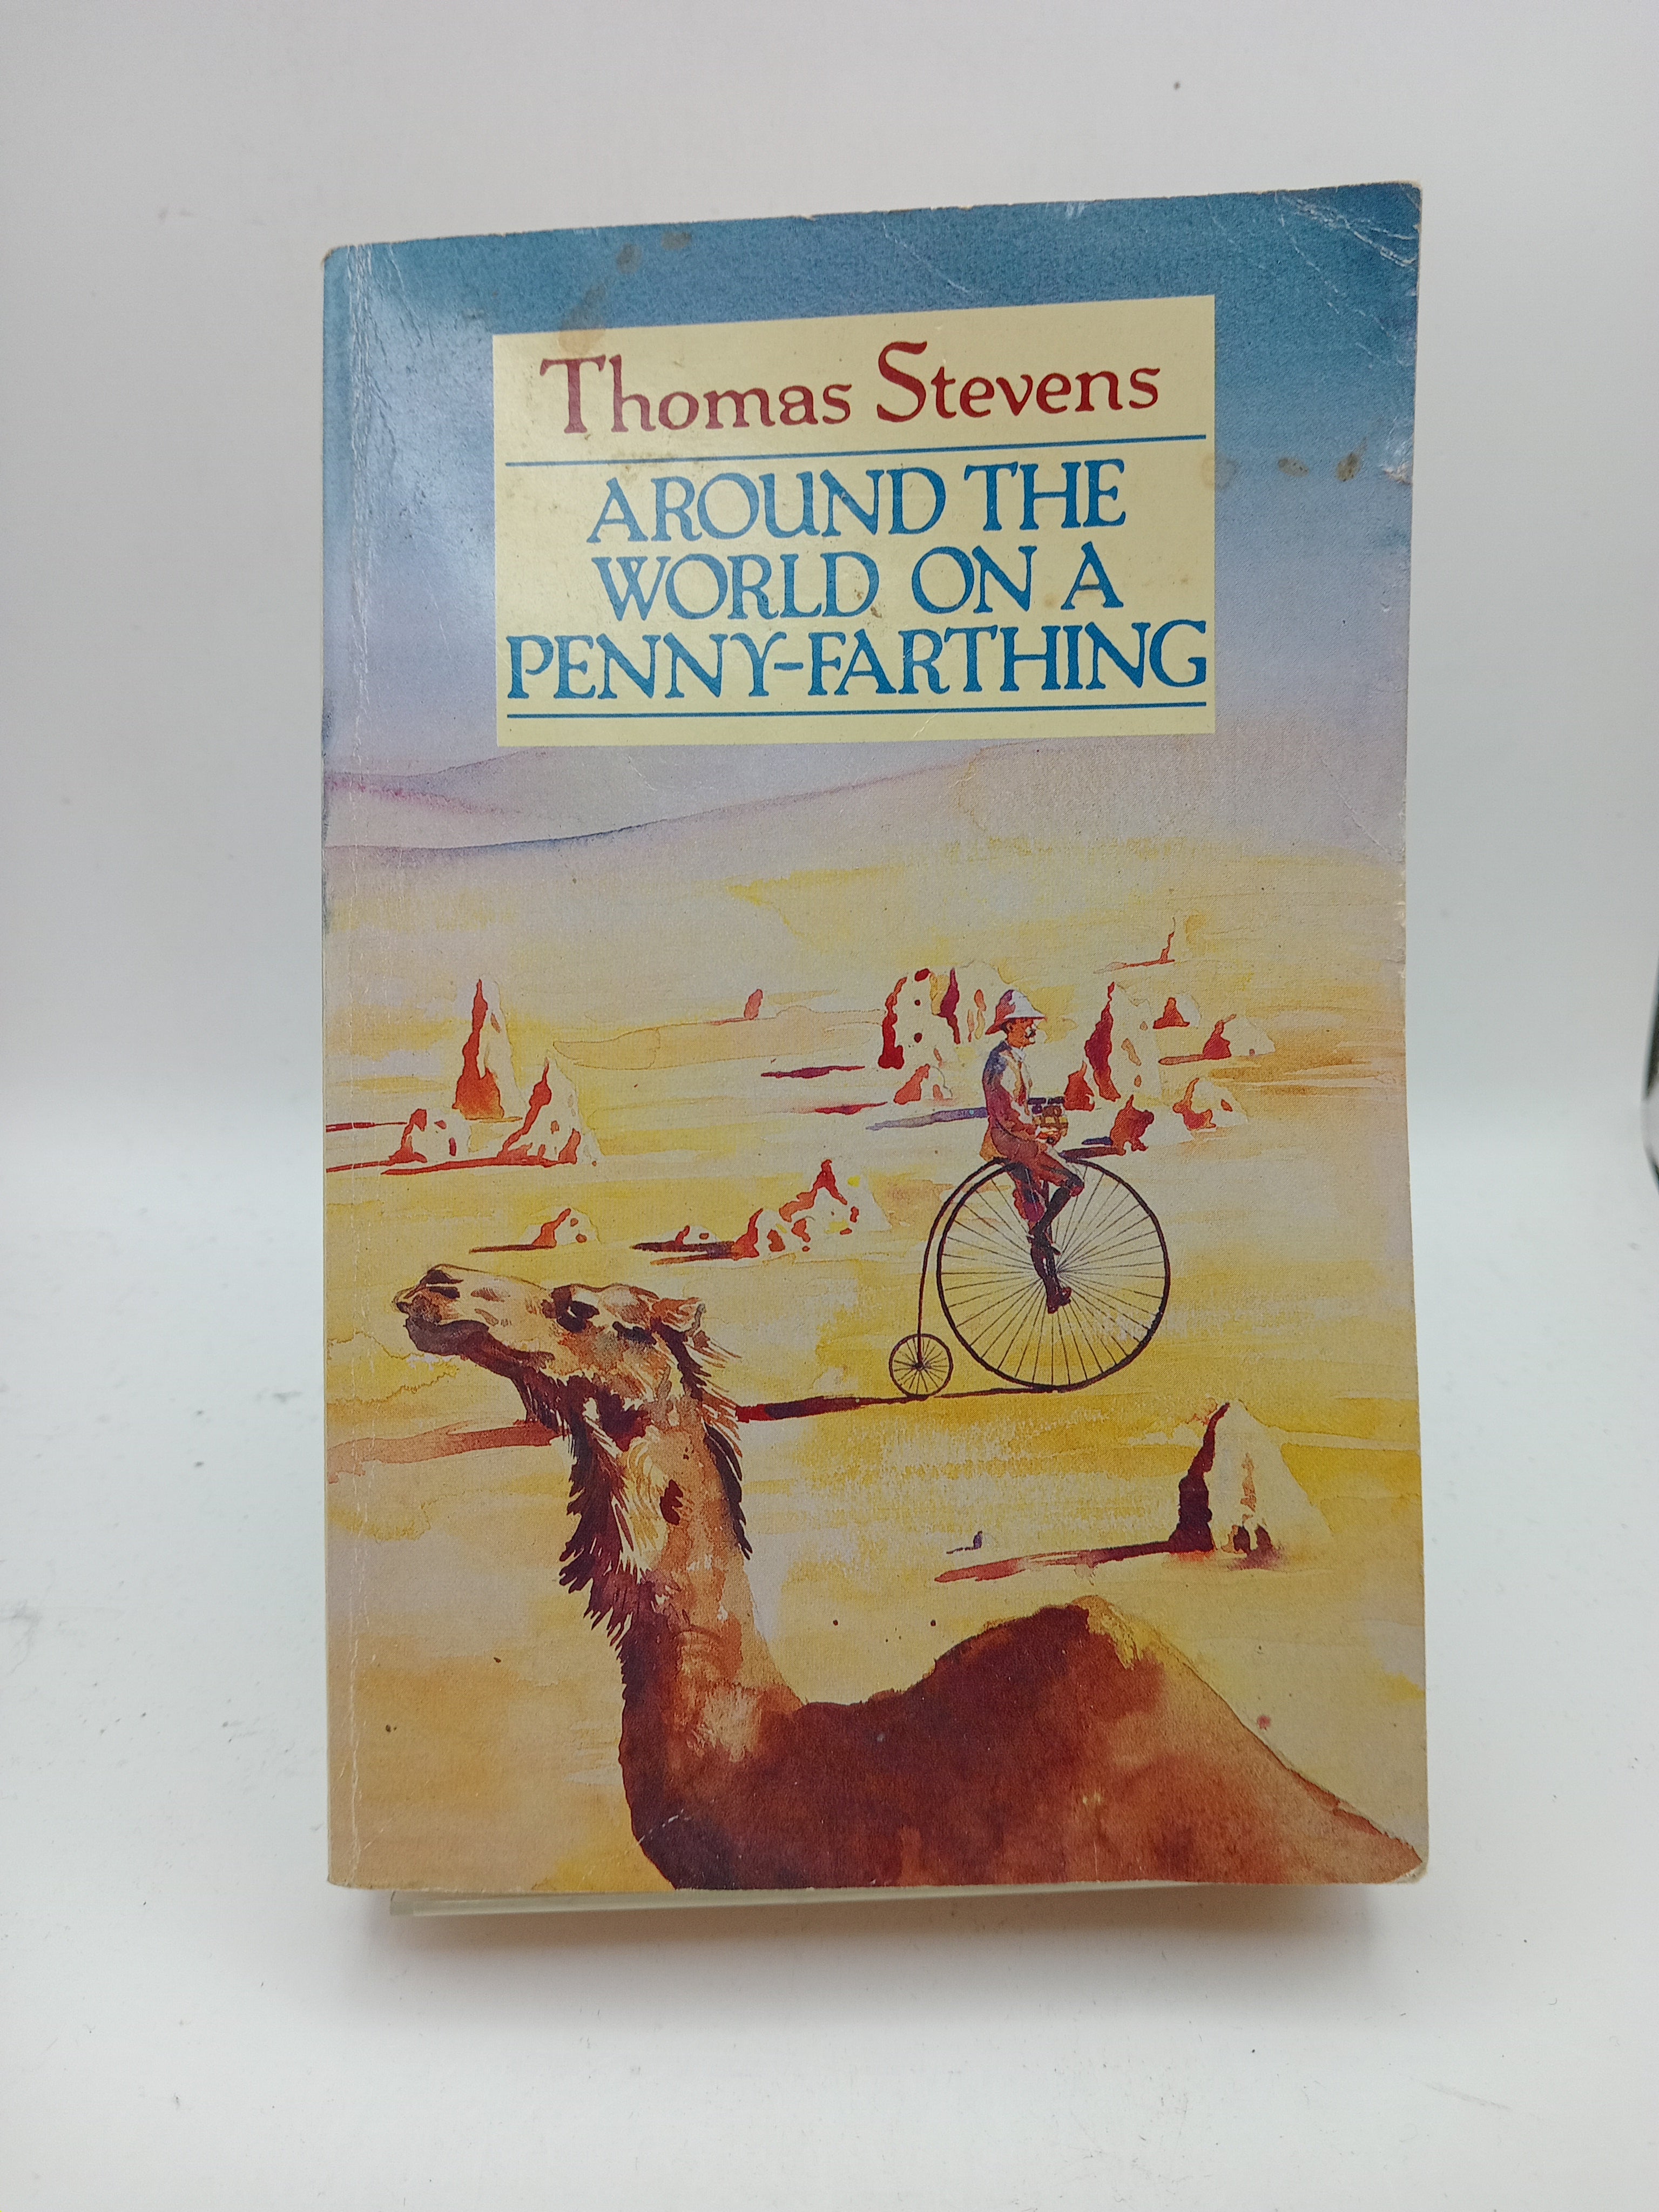 Thomas Stevens
AROUND THE
WORLD ON A
PENNY-FARTHING